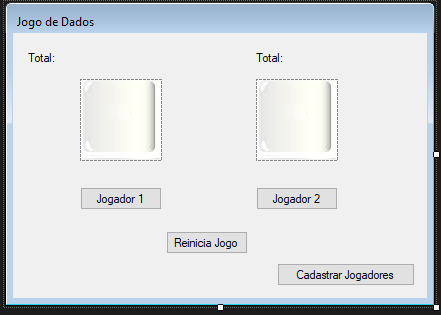 Jogo de Dados
Total:
Total:
Jogador 1
Jogador 2
Reinicia Jogo
Cadastrar Jogadores